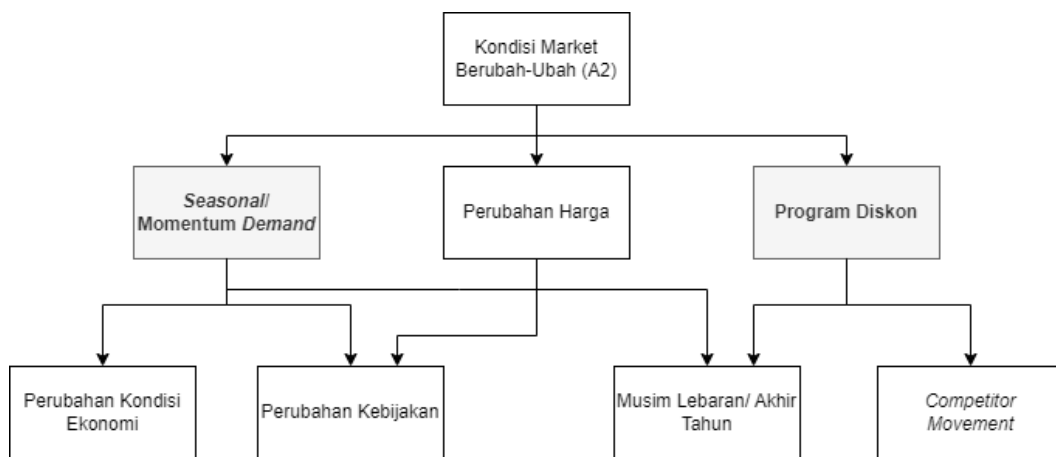 Kondisi Market
Berubah-Ubah (A2)
Seasonal/
Momentum Demand
Perubahan Harga
Program Diskon
Perubahan Kondisi
Ekonomi
Perubahan Kebijakan
Musim Lebaran/ Akhir
Tahun
Competitor
Movement